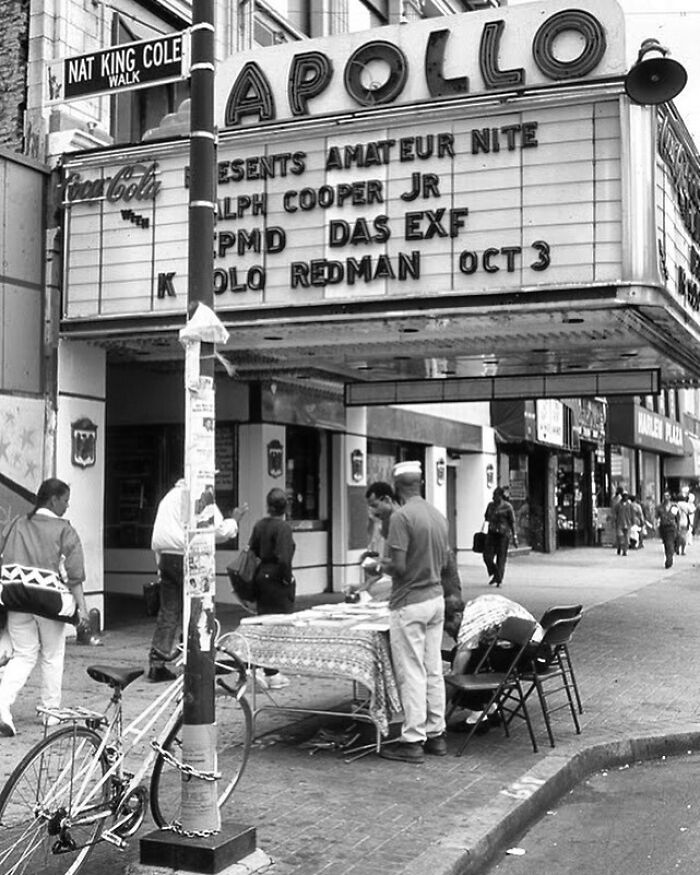 NAT KING COLE
WALK
APOLLO
Coca-Cola
WITH
ESENTS AMATEUR NITE
ALPH COOPER JR
EPMD DAS EXF
K OLO REDMAN OCT 3
HARLEM PLAZA